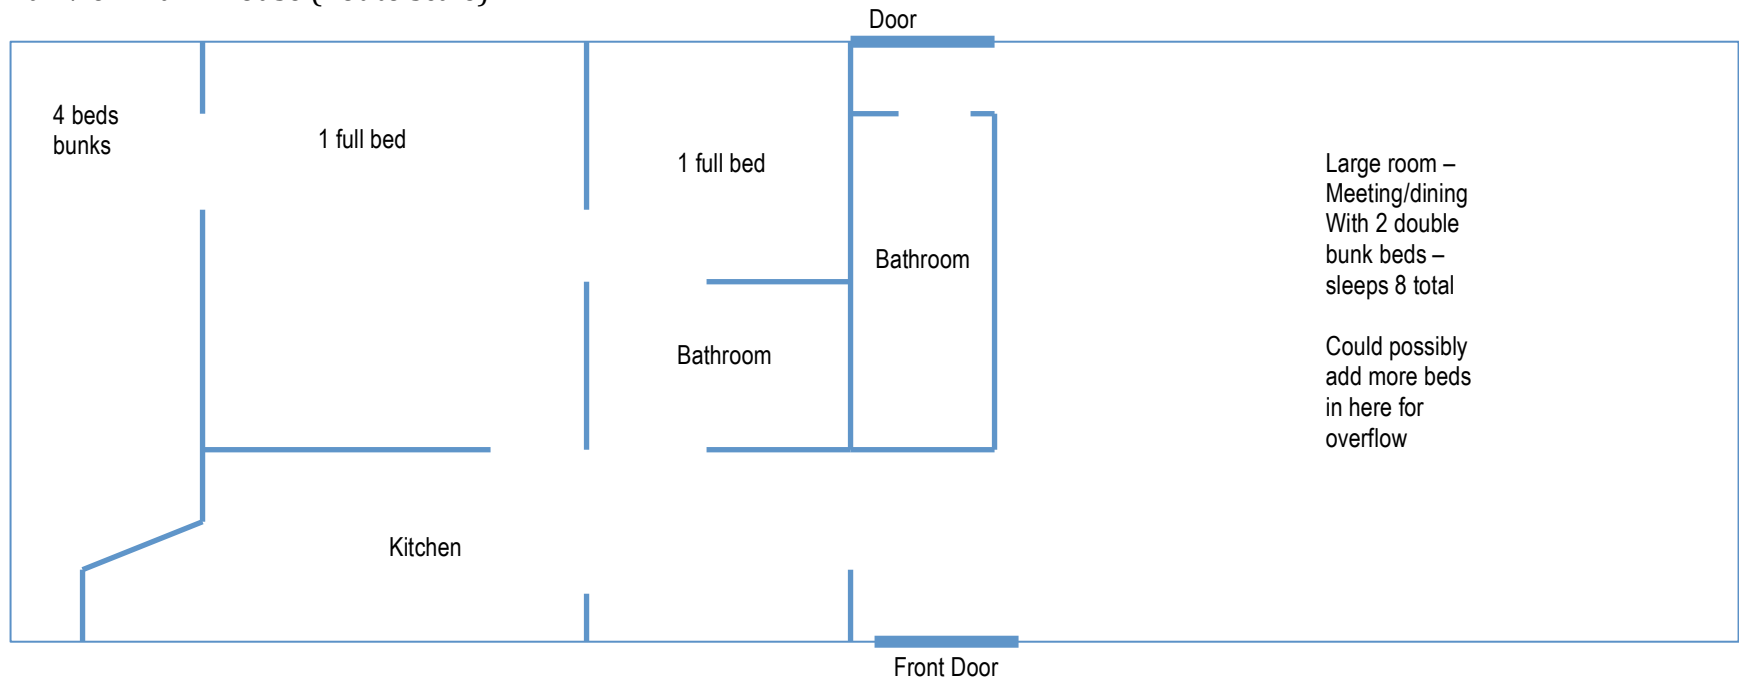 House (
Door
4 beds
bunks
1 full bed
1 full bed
Bathroom
Bathroom
Large room –
Meeting/dining
With 2 double
bunk beds –
sleeps 8 total
Could possibly
add more beds
in here for
overflow
Kitchen
Front Door